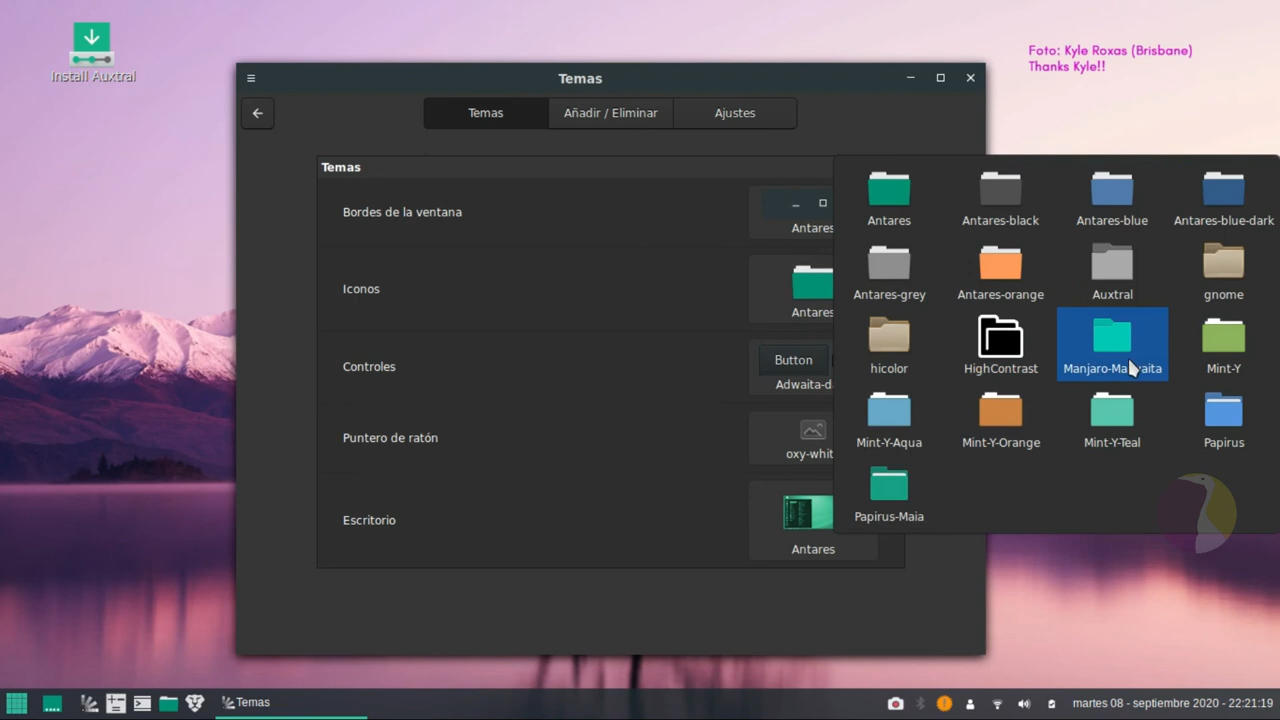 Install Auxtral
Foto: Kyle Roxas (Brisbane)
Thanks Kyle!!
Temas
Temas
Añadir / Eliminar
Ajustes
Temas
Bordes de la ventana
Antares
Iconos
Antares
Controles
Button
Adwaita-d
Puntero de ratón
oxy-whit
Escritorio
Antares
Antares
Antares-black
Antares-blue
Antares-blue-dark
Antares-grey
Antares-orange
Auxtral
gnome
hicolor
HighContrast
Mint-Y
Mint-Y-Aqua
Mint-Y-Orange
Mint-Y-Teal
Papirus
Papirus-Maia
Temas
martes 08 - septiembre 2020 - 22:21:19